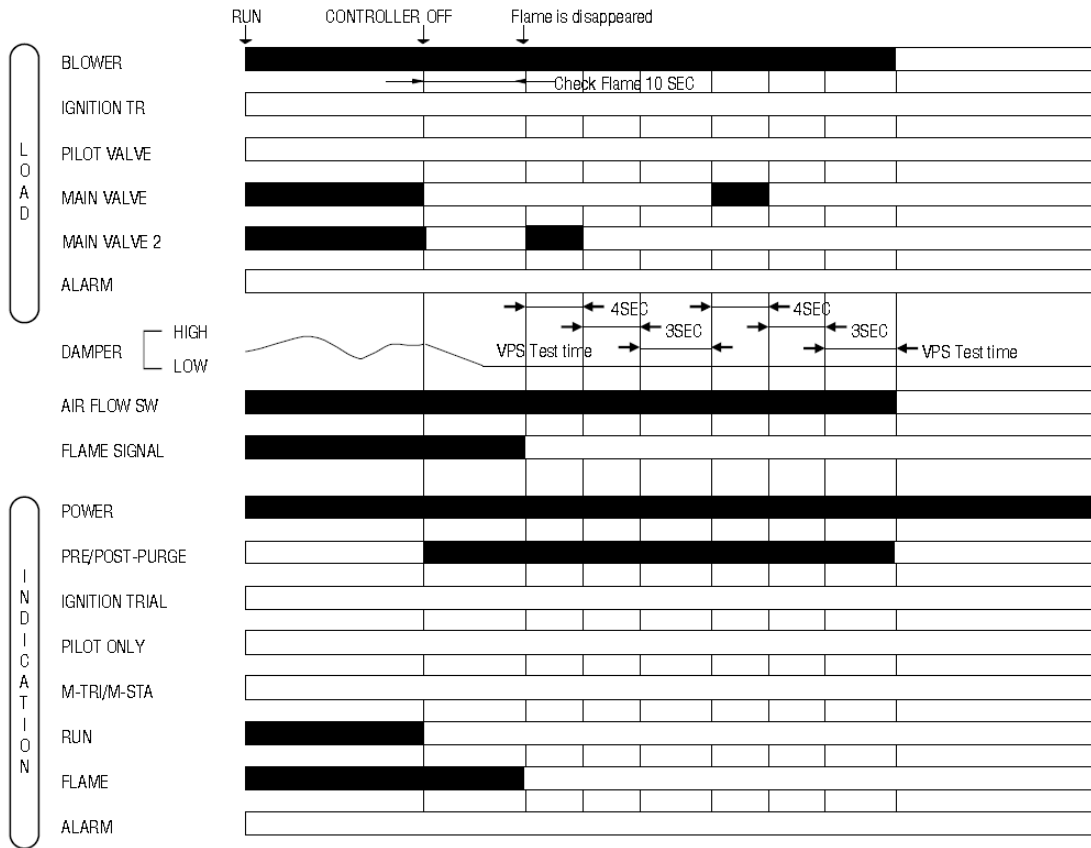 RUN CONTROLLER OFF Flame is disappeared
LOAD
BLOWER
Check Flame 10 SEC
IGNITION TR
PILOT VALVE
MAIN VALVE
MAIN VALVE 2
ALARM
4SEC 4SEC
HIGH 3SEC 3SEC
DAMPER VPS Test time VPS Test time
LOW
AIR FLOW SW
FLAME SIGNAL
INDICATION
POWER
PRE/POST-PURGE
IGNITION TRIAL
PILOT ONLY
M-TRI/M-STA
RUN
FLAME
ALARM